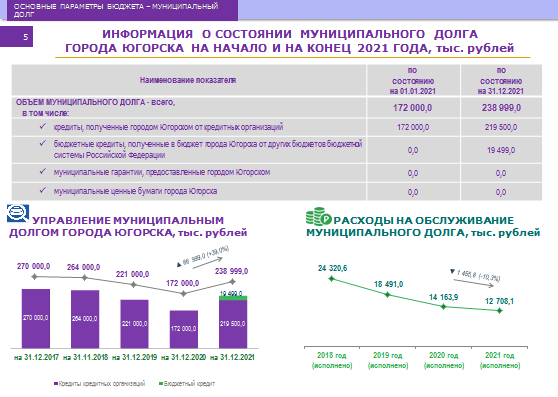 ОСНОВНЫЕ ПАРАМЕТРЫ БЮДЖЕТА – МУНИЦИПАЛЬНЫЙ
ДОЛГ
5
ИНФОРМАЦИЯ О СОСТОЯНИИ МУНИЦИПАЛЬНОГО ДОЛГА
ГОРОДА ЮГОРСКА НА НАЧАЛО И НА КОНЕЦ 2021 ГОДА, тыс. рублей
Наименование показателя
по
состоянию
на 01.01.2021
по
состоянию
на 31.12.2021
ОБЪЕМ МУНИЦИПАЛЬНОГО ДОЛГА - всего,
в том числе:
172 000,0
238 999,0
✓ кредиты, полученные городом Югорском от кредитных организаций
172 000,0
219 500,0
✓ бюджетные кредиты, полученные в бюджет города Югорска от других бюджетов бюджетной
системы Российской Федерации
0,0
19 499,0
✓ муниципальные гарантии, предоставленные городом Югорском
0,0
0,0
✓ муниципальные ценные бумаги города Югорска
0,0
0,0
УПРАВЛЕНИЕ МУНИЦИПАЛЬНЫМ
ДОЛГОМ ГОРОДА ЮГОРСКА, тыс. рублей
270 000,0
264 000,0
221 000,0
172 000,0
238 999,0
▲ 66 999,0 (+39,0%)
270 000,0
264 000,0
221 000,0
172 000,0
19 499,0
219 500,0
на 31.12.2017
на 31.11.2018
на 31.12.2019
на 31.12.2020
на 31.12.2021
Кредиты кредитных организаций
Бюджетный кредит
РАСХОДЫ НА ОБСЛУЖИВАНИЕ
МУНИЦИПАЛЬНОГО ДОЛГА, тыс. рублей
24 320,6
18 491,0
14 163,9
12 708,1
▼ 1 455,8 (-10,3%)
2018 год
(исполнено)
2019 год
(исполнено)
2020 год
(исполнено)
2021 год
(исполнено)